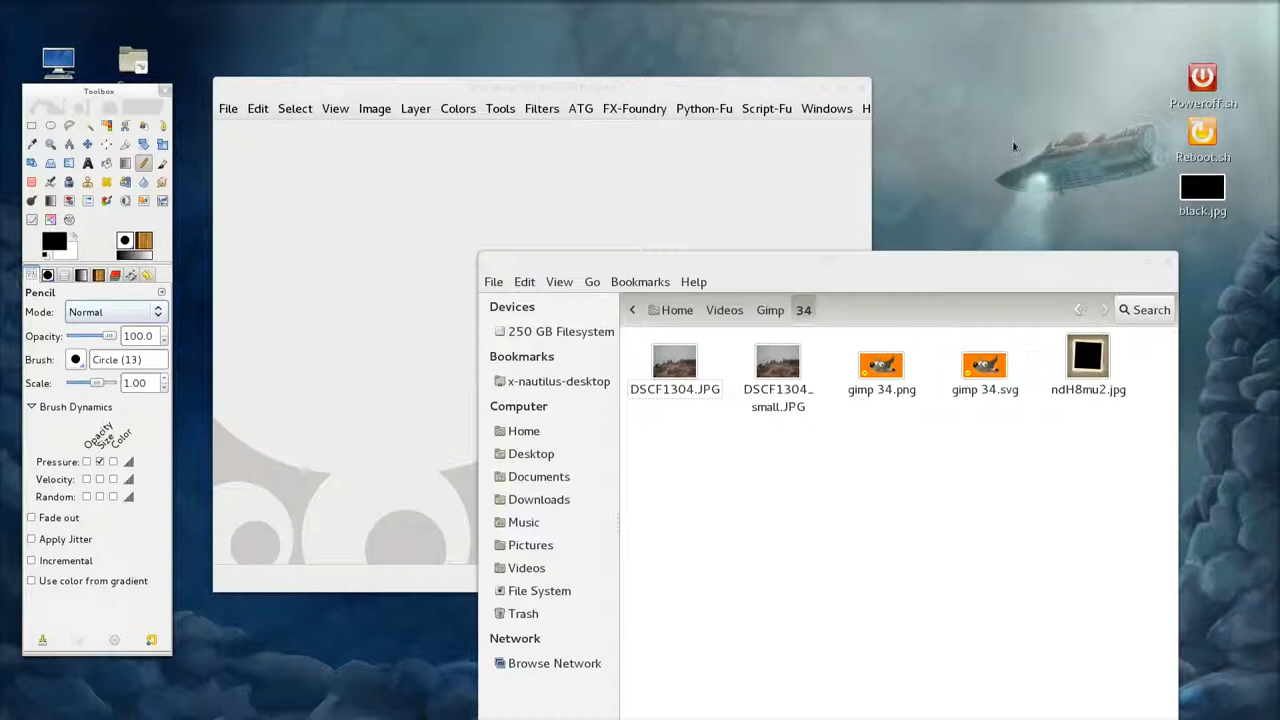 Toolbox
Pencil
Mode: Normal
Opacity: 100.0
Brush: Circle (13)
Scale: 1.00
Brush Dynamics
Opacity
Size
Color
Pressure:
Velocity:
Random:
Fade out
Apply Jitter
Incremental
Use color from gradient
File Edit Select View Image Layer Colors Tools Filters ATG FX-Foundry Python-Fu Script-Fu Windows H
File Edit View Go Bookmarks Help
Devices
250 GB Filesystem
Bookmarks
x-nautilus-desktop
Computer
Home
Desktop
Documents
Downloads
Music
Pictures
Videos
File System
Trash
Network
Browse Network
Home Videos Gimp 34 Search
DSCF1304.JPG
DSCF1304_
small.JPG
gimp 34.png
gimp 34.svg
ndH8mu2.jpg
Poweroff.sh
Reboot.sh
black.jpg